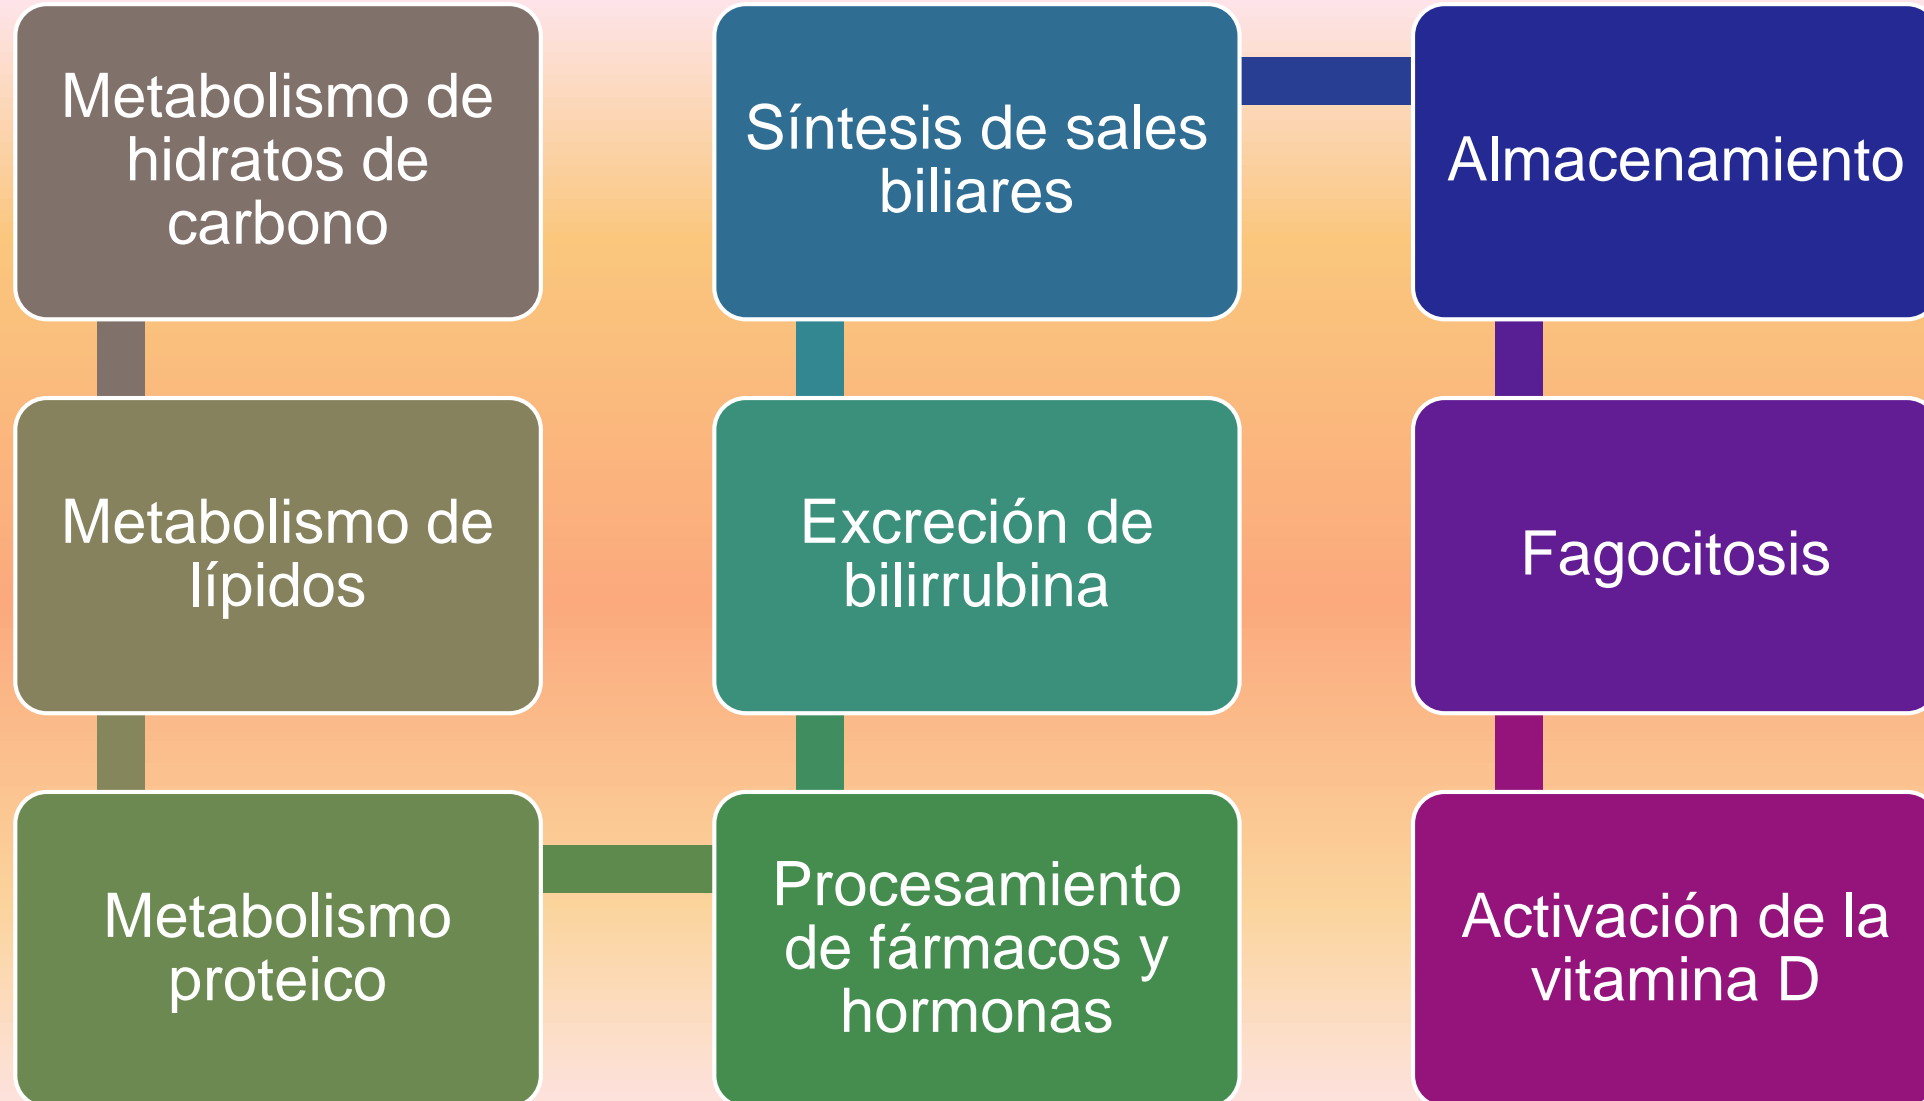 Metabolismo de
hidratos de
carbono
Metabolismo de
lípidos
Metabolismo
proteico
Procesamiento
de fármacos y
hormonas
Excreción de
bilirrubina
Síntesis de sales
biliares
Almacenamiento
Fagocitosis
Activación de la
vitamina D